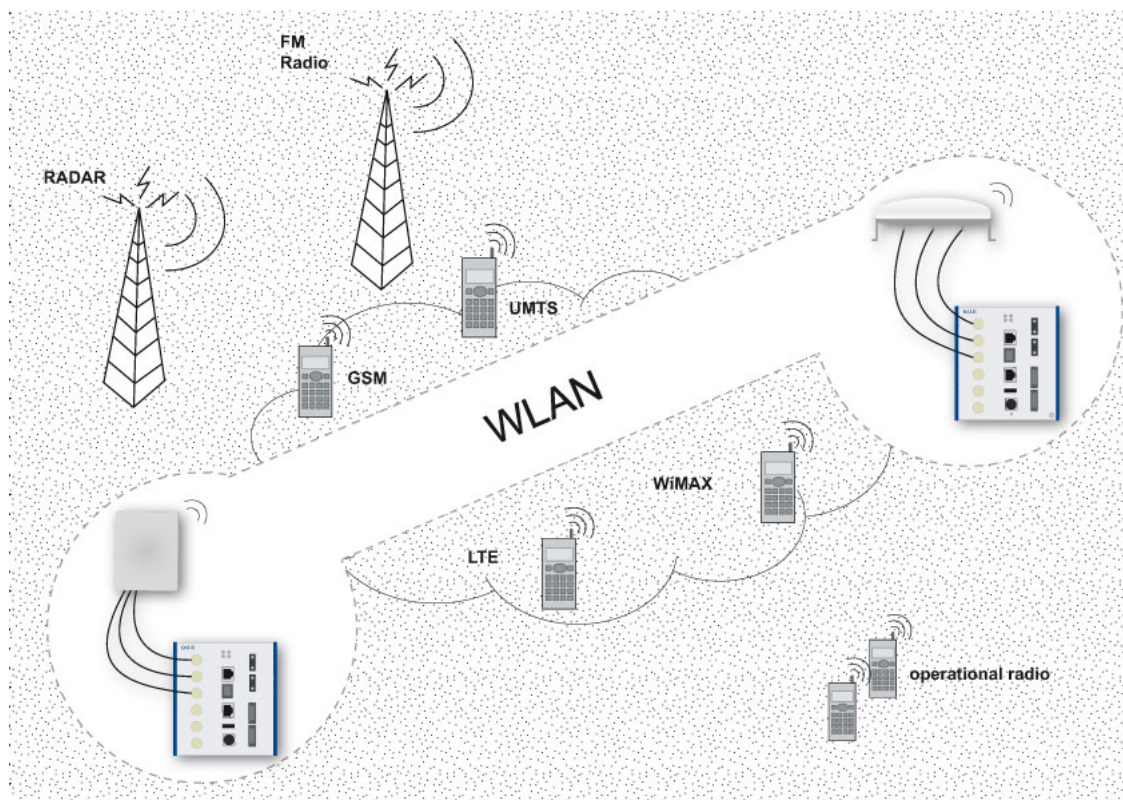 FM
Radio
RADAR
UMTS
GSM
WLAN
WiMAX
LTE
operational radio